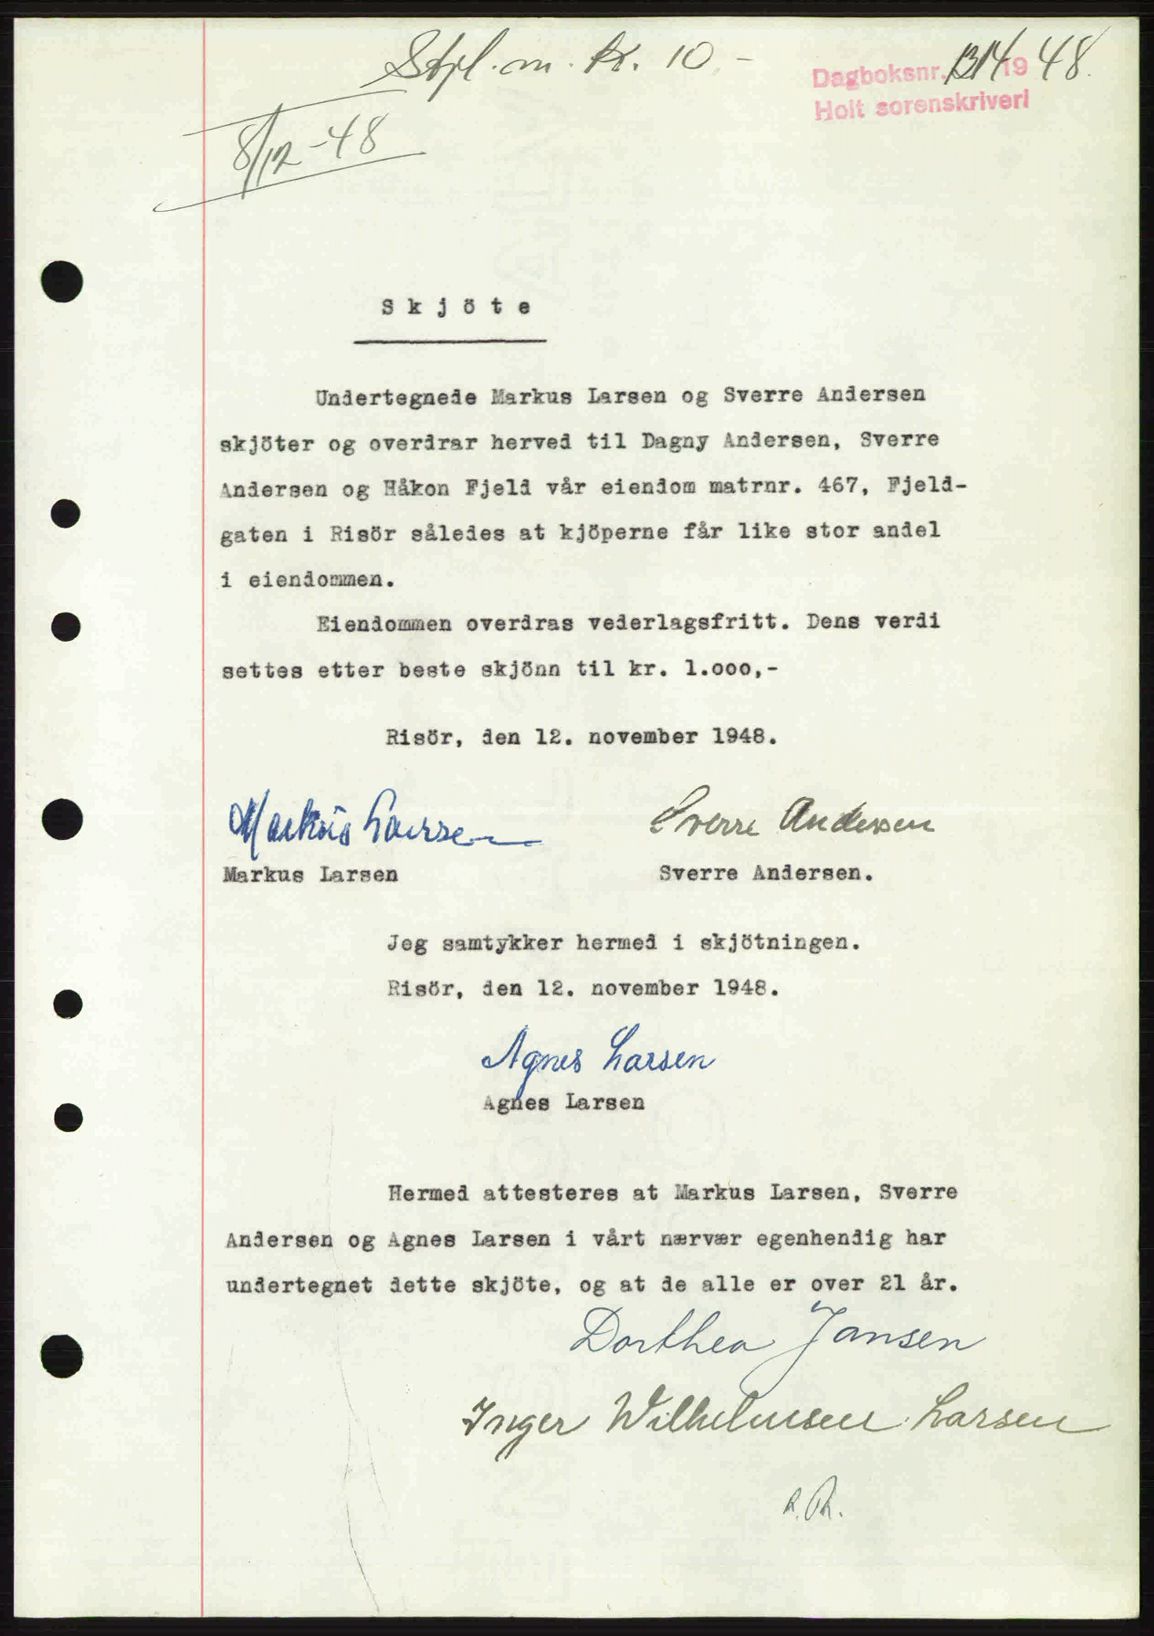 Stpl. m. kr. 10.-
Dagboksnr. 1314 1948.
Holt sorenskriveri
8/12-48
Skjöte
Undertegnede Markus Larsen og Sverre Andersen
skjöter og overdrar herved til Dagny Andersen, Sverre
Andersen og Håkon Fjeld vår eiendom matrnr. 467, Fjeld-
gaten i Risör således at kjöperne får like stor andel
i eiendommen.
Eiendommen overdras vederlagsfritt. Dens verdi
settes etter beste skjönn til kr. 1.ooo,-
Risör, den 12. november 1948.
Markus Larsen Sverre Andersen
Markus Larsen Sverre Andersen.
Jeg samtykker hermed i skjötningen.
Risör, den 12. november 1948.
Agnes Larsen
Agnes Larsen
Hermed attesteres at Markus Larsen, Sverre
Andersen og Agnes Larsen i vårt nærvær egenhendig har
undertegnet dette skjöte, og at de alle er over 21 år.
Dorthea Jansen
Inger Wilhelmsen Larsen